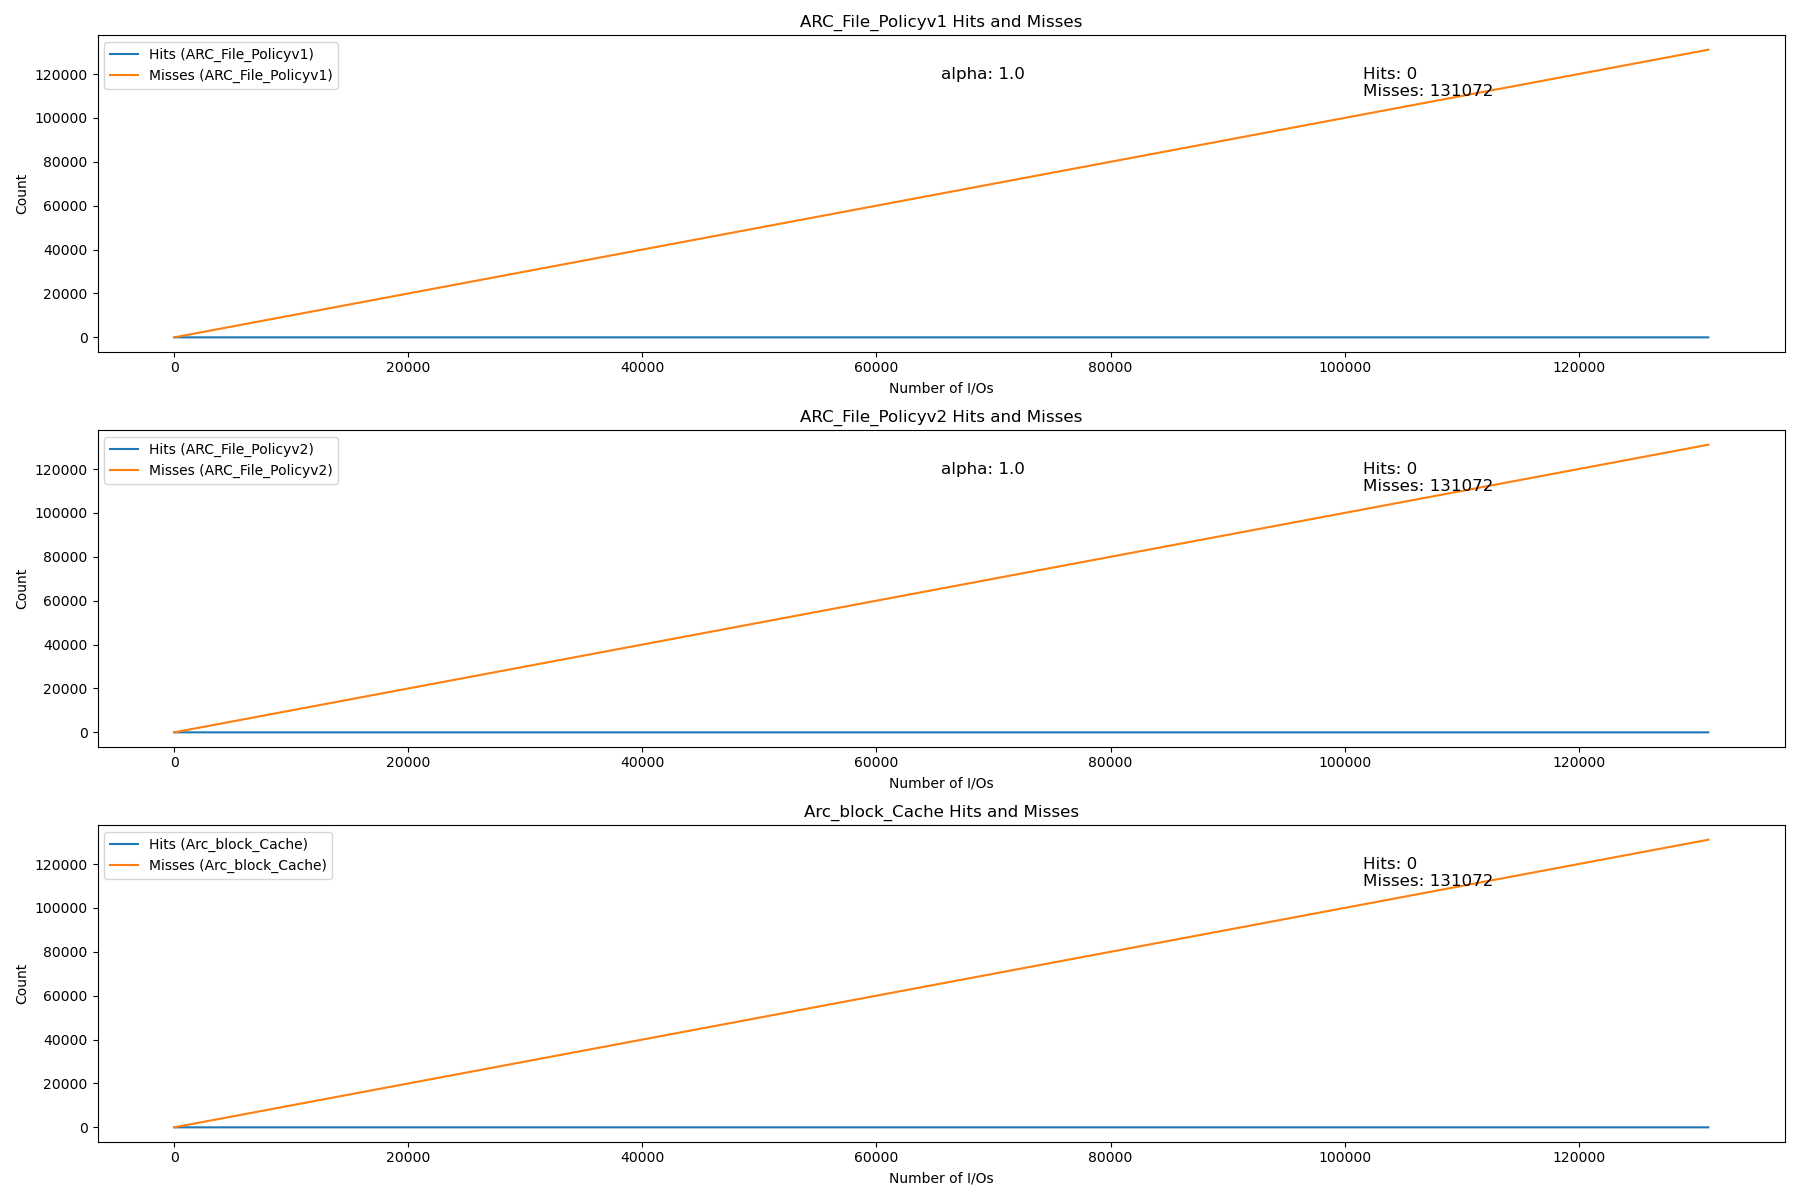 ARC_File_Policyv1 Hits and Misses
Hits (ARC_File_Policyv1)
Misses (ARC_File_Policyv1)
alpha: 1.0
Hits: 0
Misses: 131072
120000
100000
80000
60000
40000
20000
0
Count
0 20000 40000 60000 80000 100000 120000
Number of I/Os
ARC_File_Policyv2 Hits and Misses
Hits (ARC_File_Policyv2)
Misses (ARC_File_Policyv2)
alpha: 1.0
Hits: 0
Misses: 131072
120000
100000
80000
60000
40000
20000
0
Count
0 20000 40000 60000 80000 100000 120000
Number of I/Os
Arc_block_Cache Hits and Misses
Hits (Arc_block_Cache)
Misses (Arc_block_Cache)
Hits: 0
Misses: 131072
120000
100000
80000
60000
40000
20000
0
Count
0 20000 40000 60000 80000 100000 120000
Number of I/Os